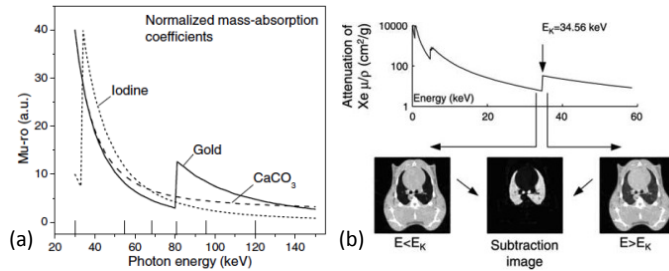 Normalized mass-absorption
coefficients
Mu-ro (a.u.)
40
30
20
10
0
Iodine
Gold
CaCO3
20
40
60
80
100
120
140
Photon energy (keV)
(a)
Attenuation of
Xe μ/ρ (cm²/g)
10000
100
1
EK=34.56 keV
Energy (keV)
0
20
40
60
(b)
E<EK
Subtraction
image
E>EK